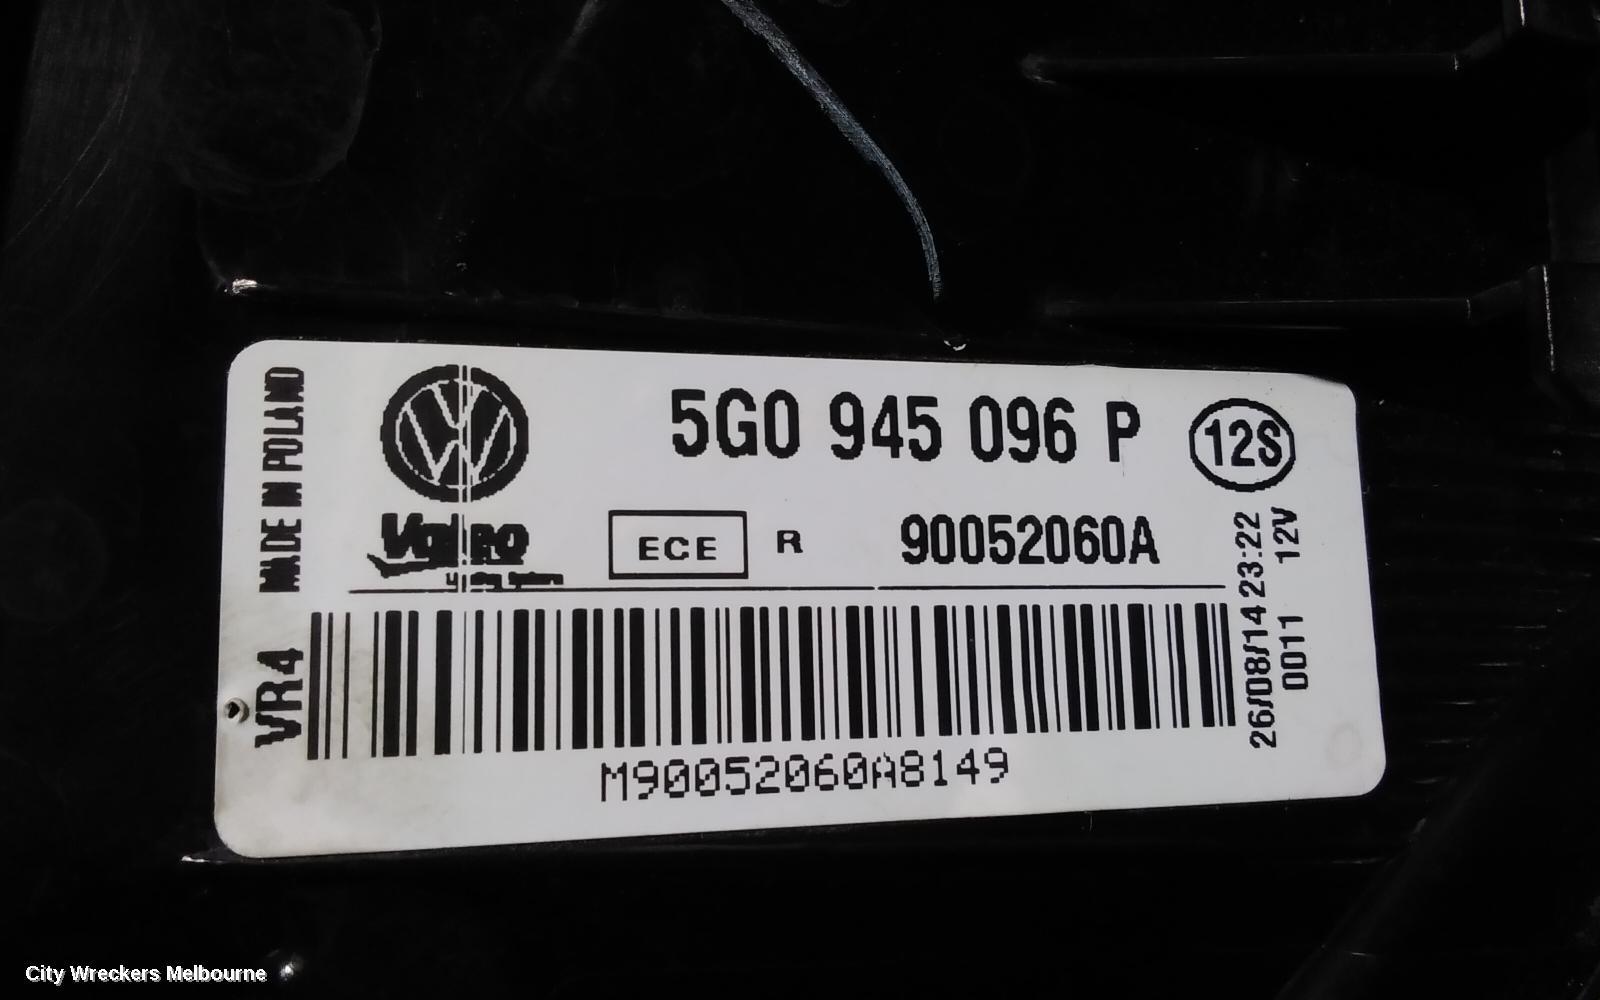 MADE IN POLAND
5G0 945 096 P
12S
Valeo
ECE R 90052060A
VR4
26/08/14 23:22
0011 12V
M90052060A8149
City Wreckers Melbourne